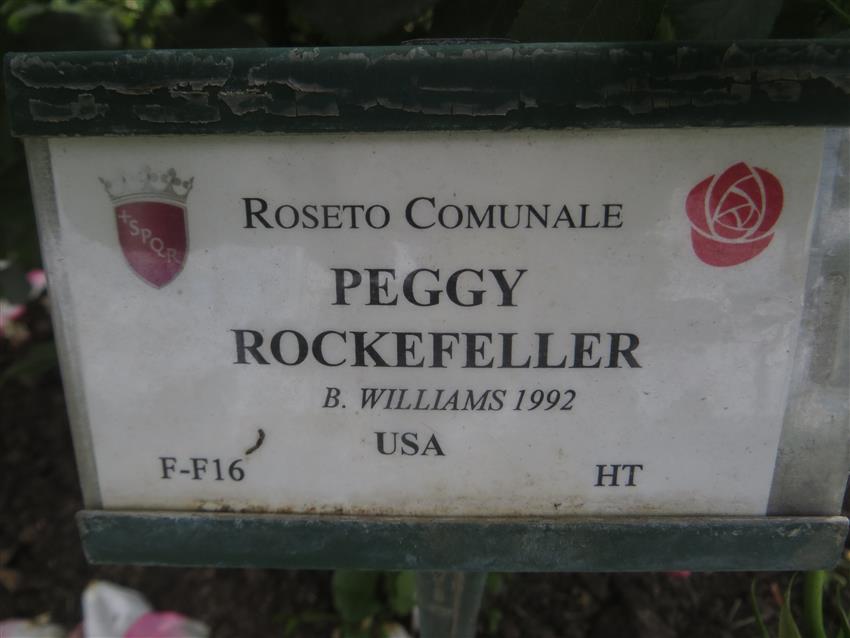 SPQR
ROSETO COMUNALE
PEGGY
ROCKEFELLER
B. WILLIAMS 1992
USA
F-F16
HT